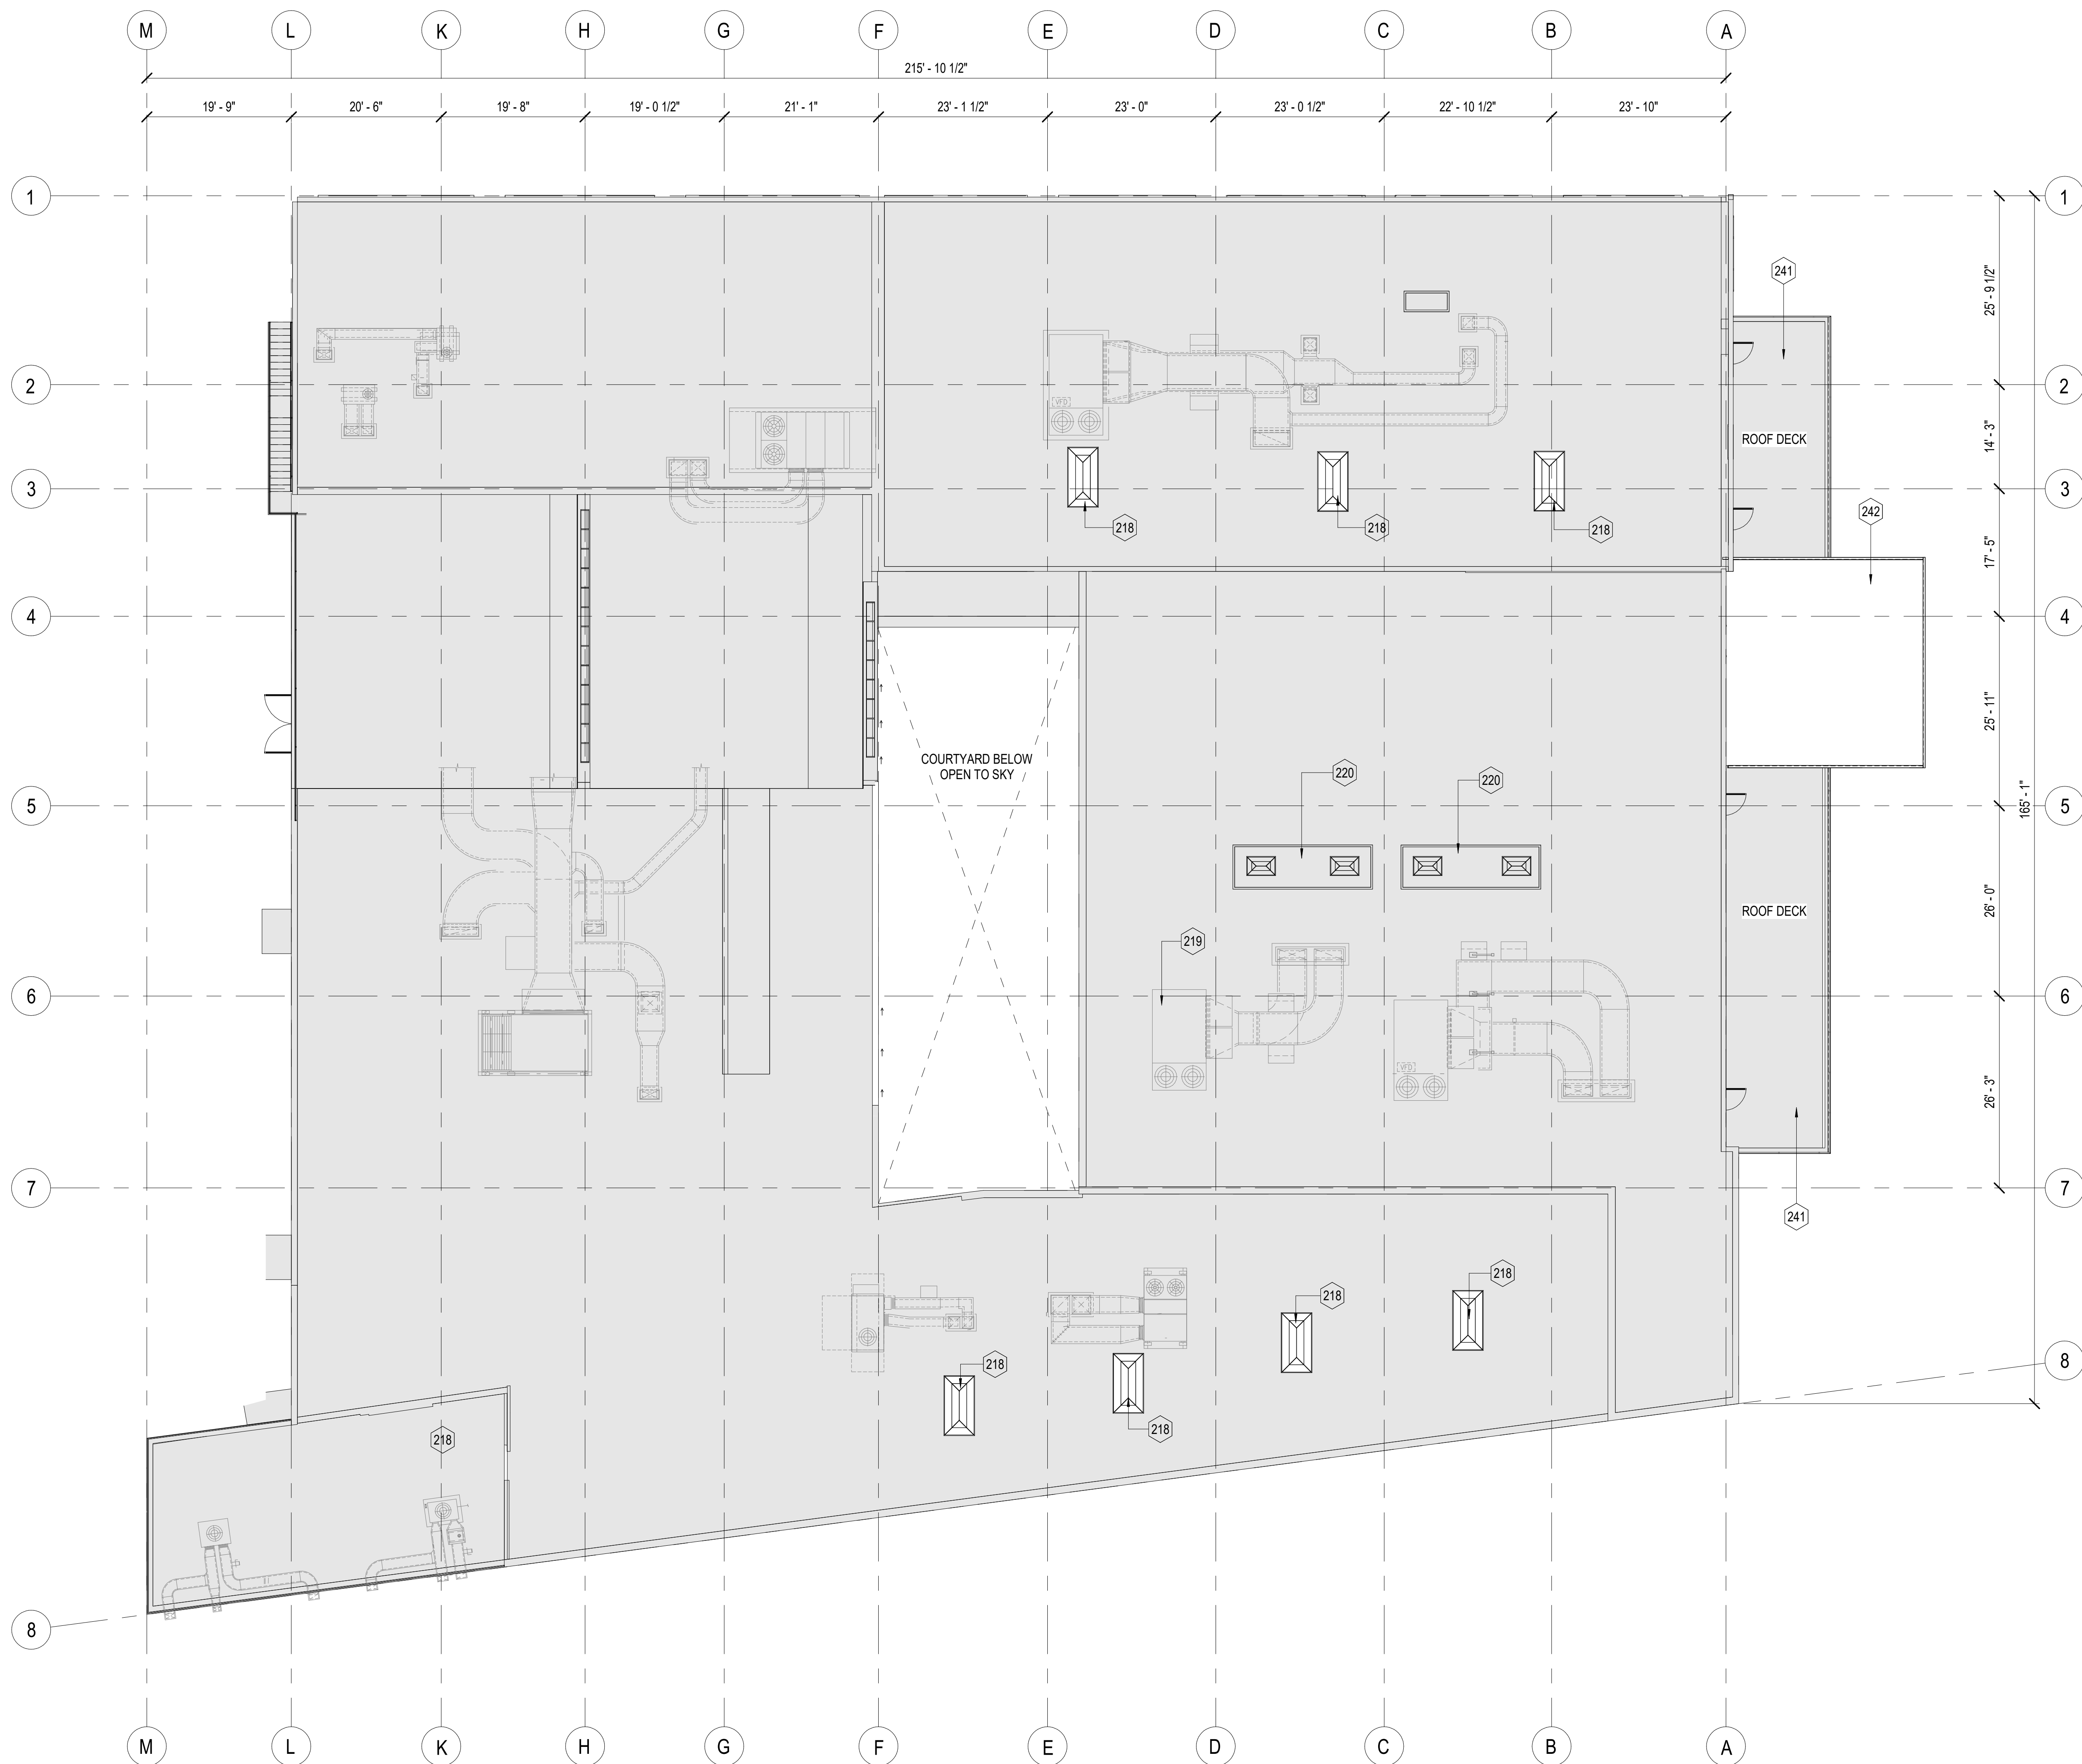 M L K H G F E D C B A
215' - 10 1/2"
19' - 9" 20' - 6" 19' - 8" 19' - 0 1/2" 21' - 1" 23' - 1 1/2" 23' - 0" 23' - 0 1/2" 22' - 10 1/2" 23' - 10"
1 1
25' - 9 1/2"
241
VFD
2 2
ROOF DECK
14' - 3"
3 3
218 218 218
242
17' - 5"
4 4
25' - 11"
COURTYARD BELOW
OPEN TO SKY
220 220
5 5
165' - 1"
26' - 0"
ROOF DECK
219
6 6
VFD
26' - 3"
7 7
241
218
218
8
218
218
218
8
M L K H G F E D C B A